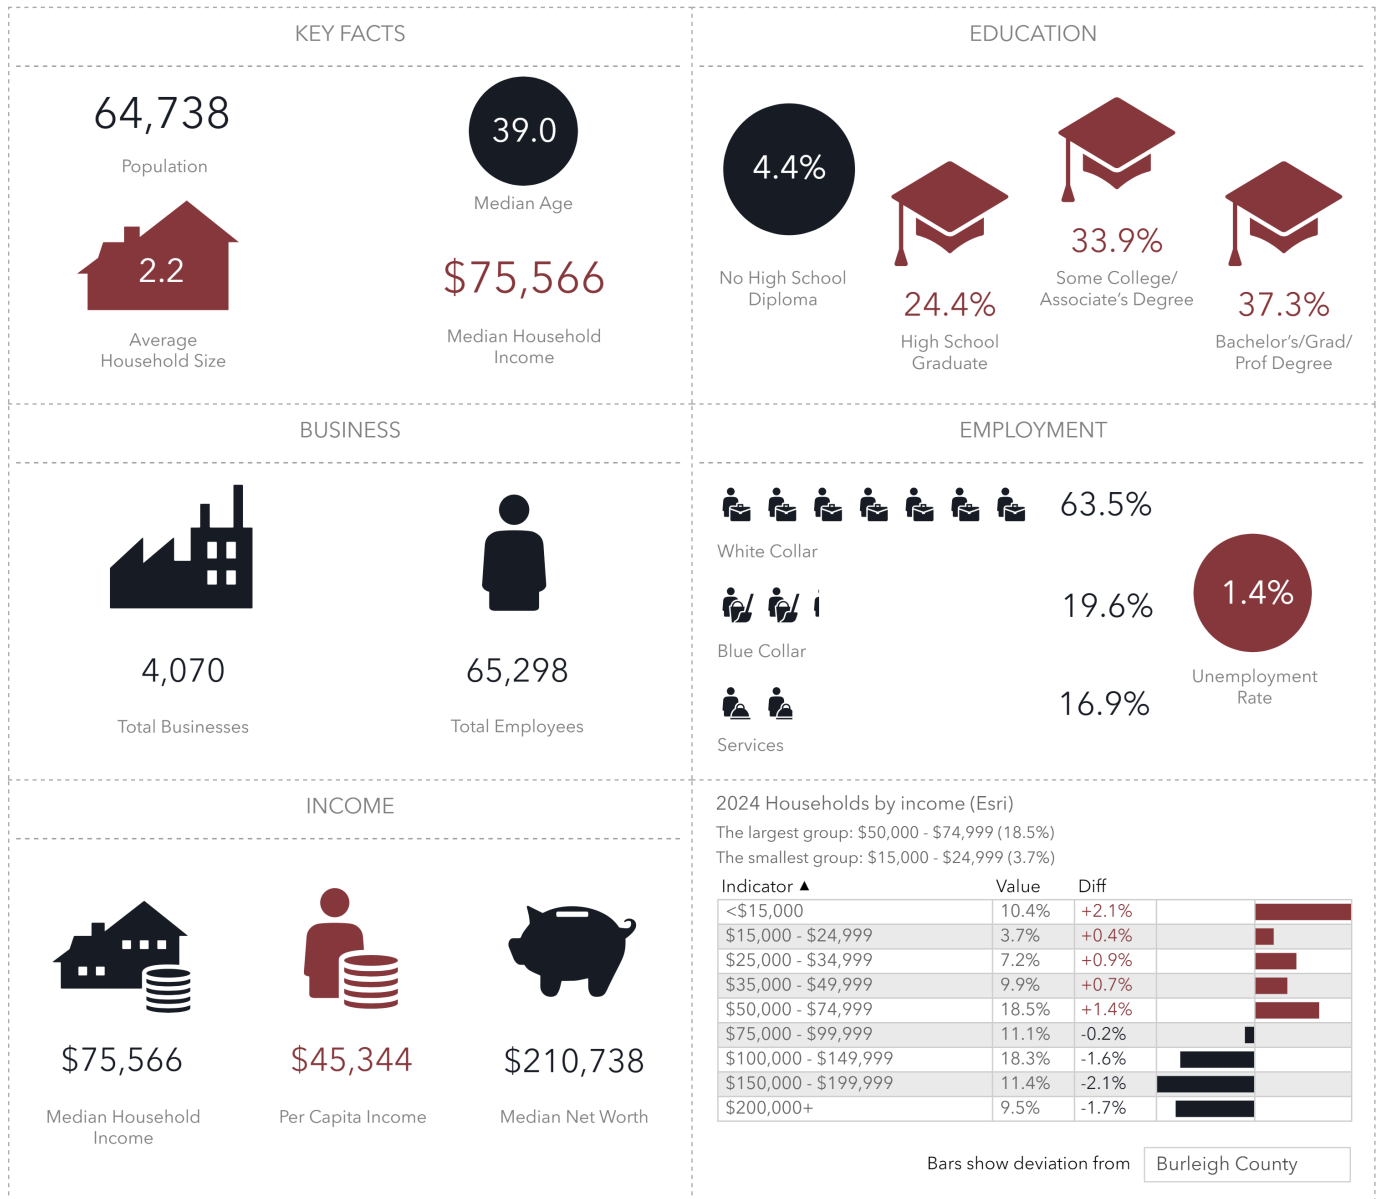 KEY FACTS
64,738
Population
39.0
Median Age
2.2
Average
Household Size
$75,566
Median Household
Income
EDUCATION
4.4%
No High School
Diploma
24.4%
High School
Graduate
33.9%
Some College/
Associate's Degree
37.3%
Bachelor's/Grad/
Prof Degree
BUSINESS
4,070
Total Businesses
65,298
Total Employees
EMPLOYMENT
63.5%
White Collar
19.6%
Blue Collar
16.9%
Services
1.4%
Unemployment
Rate
INCOME
$75,566
Median Household
Income
$45,344
Per Capita Income
$210,738
Median Net Worth
2024 Households by income (Esri)
The largest group: $50,000 - $74,999 (18.5%)
The smallest group: $15,000 - $24,999 (3.7%)
Indicator ▲ Value Diff
<$15,000 10.4% +2.1%
$15,000 - $24,999 3.7% +0.4%
$25,000 - $34,999 7.2% +0.9%
$35,000 - $49,999 9.9% +0.7%
$50,000 - $74,999 18.5% +1.4%
$75,000 - $99,999 11.1% -0.2%
$100,000 - $149,999 18.3% -1.6%
$150,000 - $199,999 11.4% -2.1%
$200,000+ 9.5% -1.7%
Bars show deviation from Burleigh County